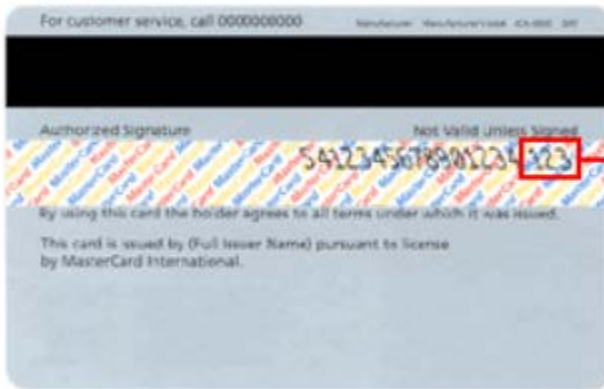 For customer service, call 0000000000
Authorized Signature Not Valid Unless Signed
5412345678901234 123
By using this card the holder agrees to all terms under which it was issued.
This card is issued by (Full Issuer Name) pursuant to license
by MasterCard International.